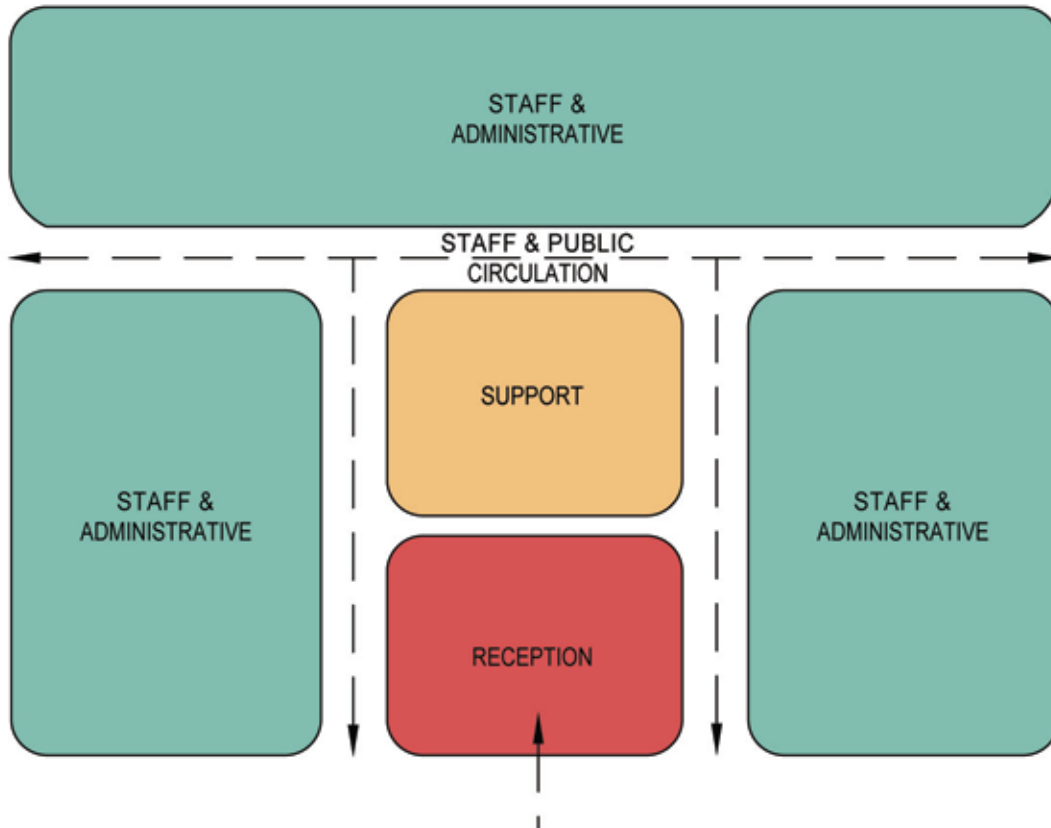 STAFF &
ADMINISTRATIVE
STAFF & PUBLIC
CIRCULATION
SUPPORT
STAFF &
ADMINISTRATIVE
STAFF &
ADMINISTRATIVE
RECEPTION